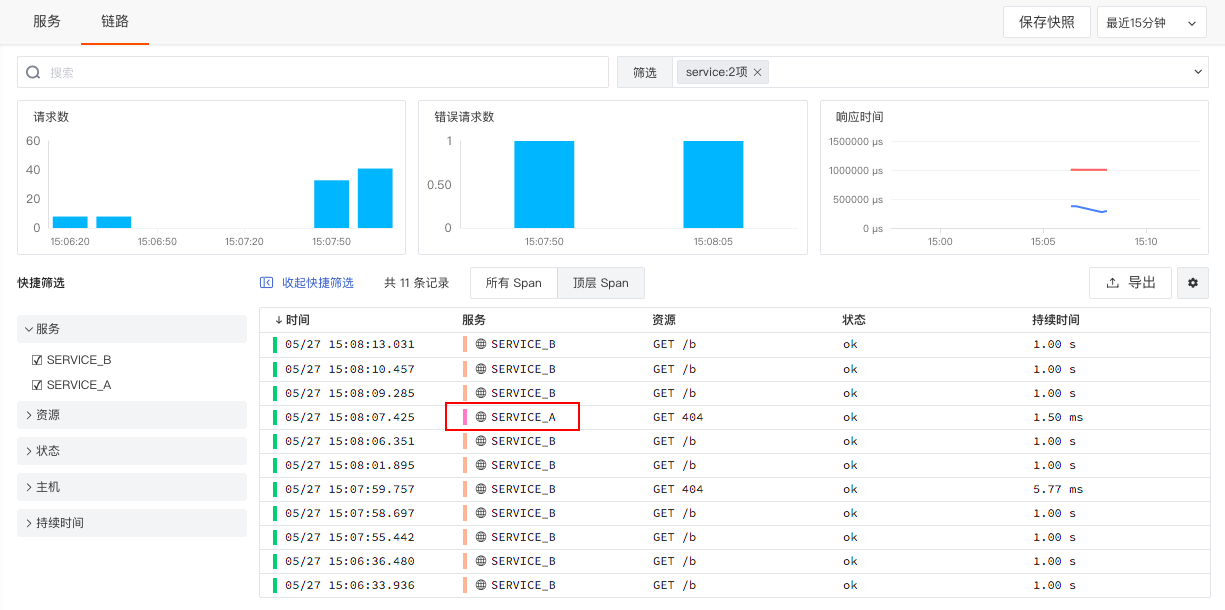 服务 链路 保存快照 最近15分钟
搜索 筛选 service:2项
请求数 错误请求数 响应时间
60 1 1500000 µs
40 1000000 µs
0.50
20 500000 µs
0 0 0 µs
15:06:20 15:06:50 15:07:20 15:07:50 15:07:50 15:08:05 15:00 15:05 15:10
快捷筛选 收起快捷筛选 共 11 条记录 所有 Span 顶层 Span 导出
服务
SERVICE_B
SERVICE_A
资源
状态
主机
持续时间
时间 服务 资源 状态 持续时间
05/27 15:08:13.031 SERVICE_B GET /b ok 1.00 s
05/27 15:08:10.457 SERVICE_B GET /b ok 1.00 s
05/27 15:08:09.285 SERVICE_B GET /b ok 1.00 s
05/27 15:08:07.425 SERVICE_A GET 404 ok 1.50 ms
05/27 15:08:06.351 SERVICE_B GET /b ok 1.00 s
05/27 15:08:01.895 SERVICE_B GET /b ok 1.00 s
05/27 15:07:59.757 SERVICE_B GET 404 ok 5.77 ms
05/27 15:07:58.697 SERVICE_B GET /b ok 1.00 s
05/27 15:07:55.442 SERVICE_B GET /b ok 1.00 s
05/27 15:06:36.480 SERVICE_B GET /b ok 1.00 s
05/27 15:06:33.936 SERVICE_B GET /b ok 1.00 s